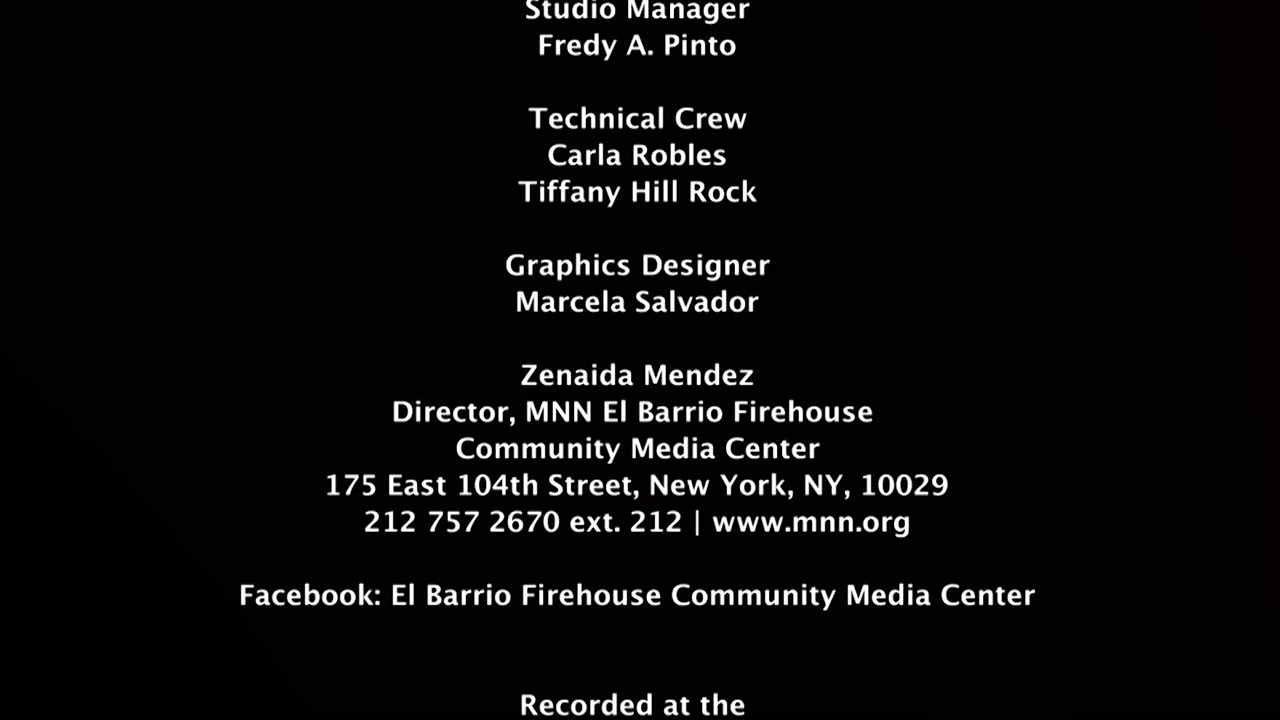 Studio Manager
Fredy A. Pinto
Technical Crew
Carla Robles
Tiffany Hill Rock
Graphics Designer
Marcela Salvador
Zenaida Mendez
Director, MNN El Barrio Firehouse
Community Media Center
175 East 104th Street, New York, NY, 10029
212 757 2670 ext. 212 | www.mnn.org
Facebook: El Barrio Firehouse Community Media Center
Recorded at the